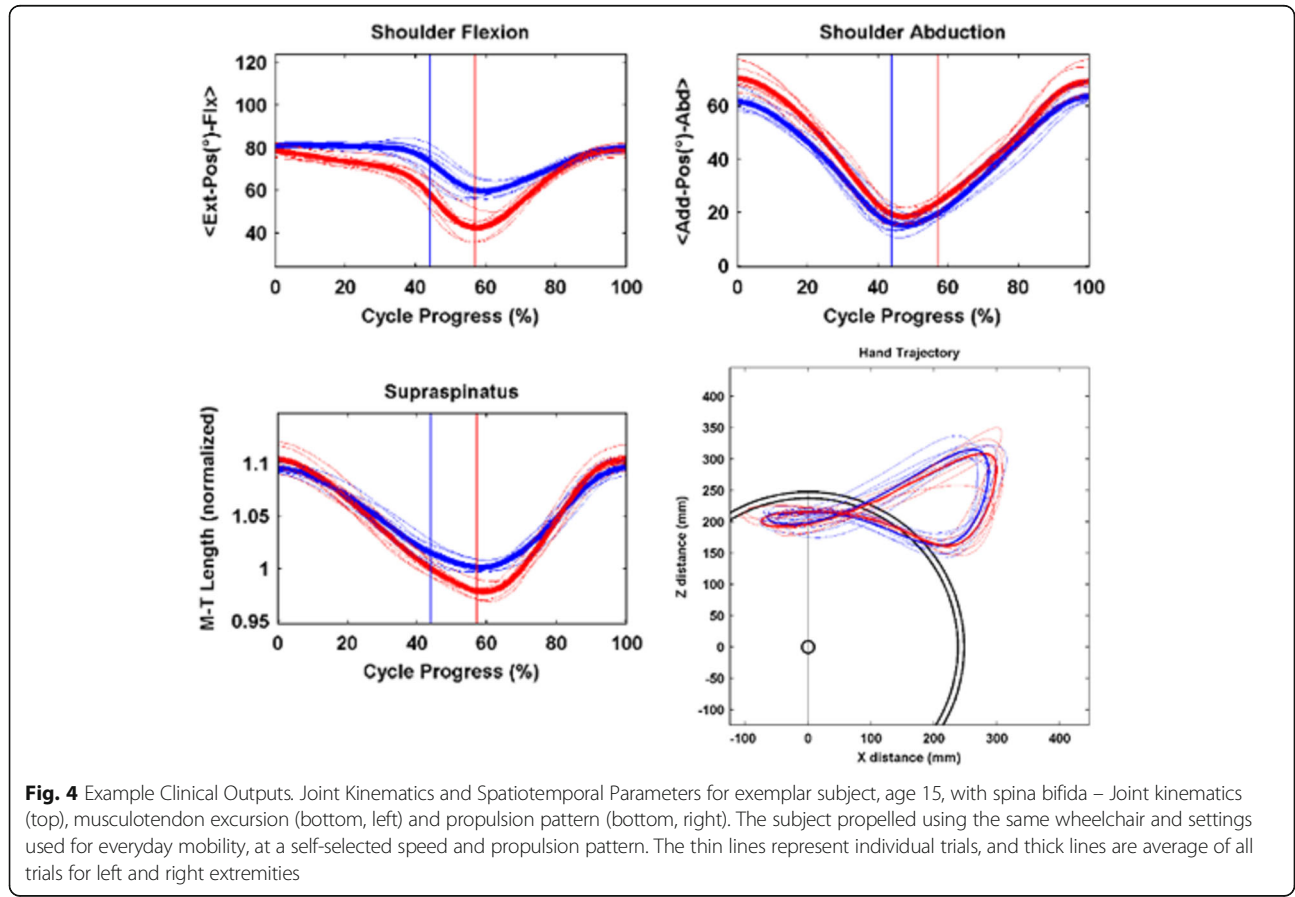 Shoulder Flexion
<Ext-Pos(°)-Flx>
120
100
80
60
40
0 20 40 60 80 100
Cycle Progress (%)
Shoulder Abduction
<Add-Pos(°)-Abd>
60
40
20
0
0 20 40 60 80 100
Cycle Progress (%)
Supraspinatus
M-T Length (normalized)
1.1
1.05
1
0.95
0 20 40 60 80 100
Cycle Progress (%)
Hand Trajectory
Z distance (mm)
400
350
300
250
200
150
100
50
0
-50
-100
-100 0 100 200 300 400
X distance (mm)
Fig. 4 Example Clinical Outputs. Joint Kinematics and Spatiotemporal Parameters for exemplar subject, age 15, with spina bifida – Joint kinematics
(top), musculotendon excursion (bottom, left) and propulsion pattern (bottom, right). The subject propelled using the same wheelchair and settings
used for everyday mobility, at a self-selected speed and propulsion pattern. The thin lines represent individual trials, and thick lines are average of all
trials for left and right extremities